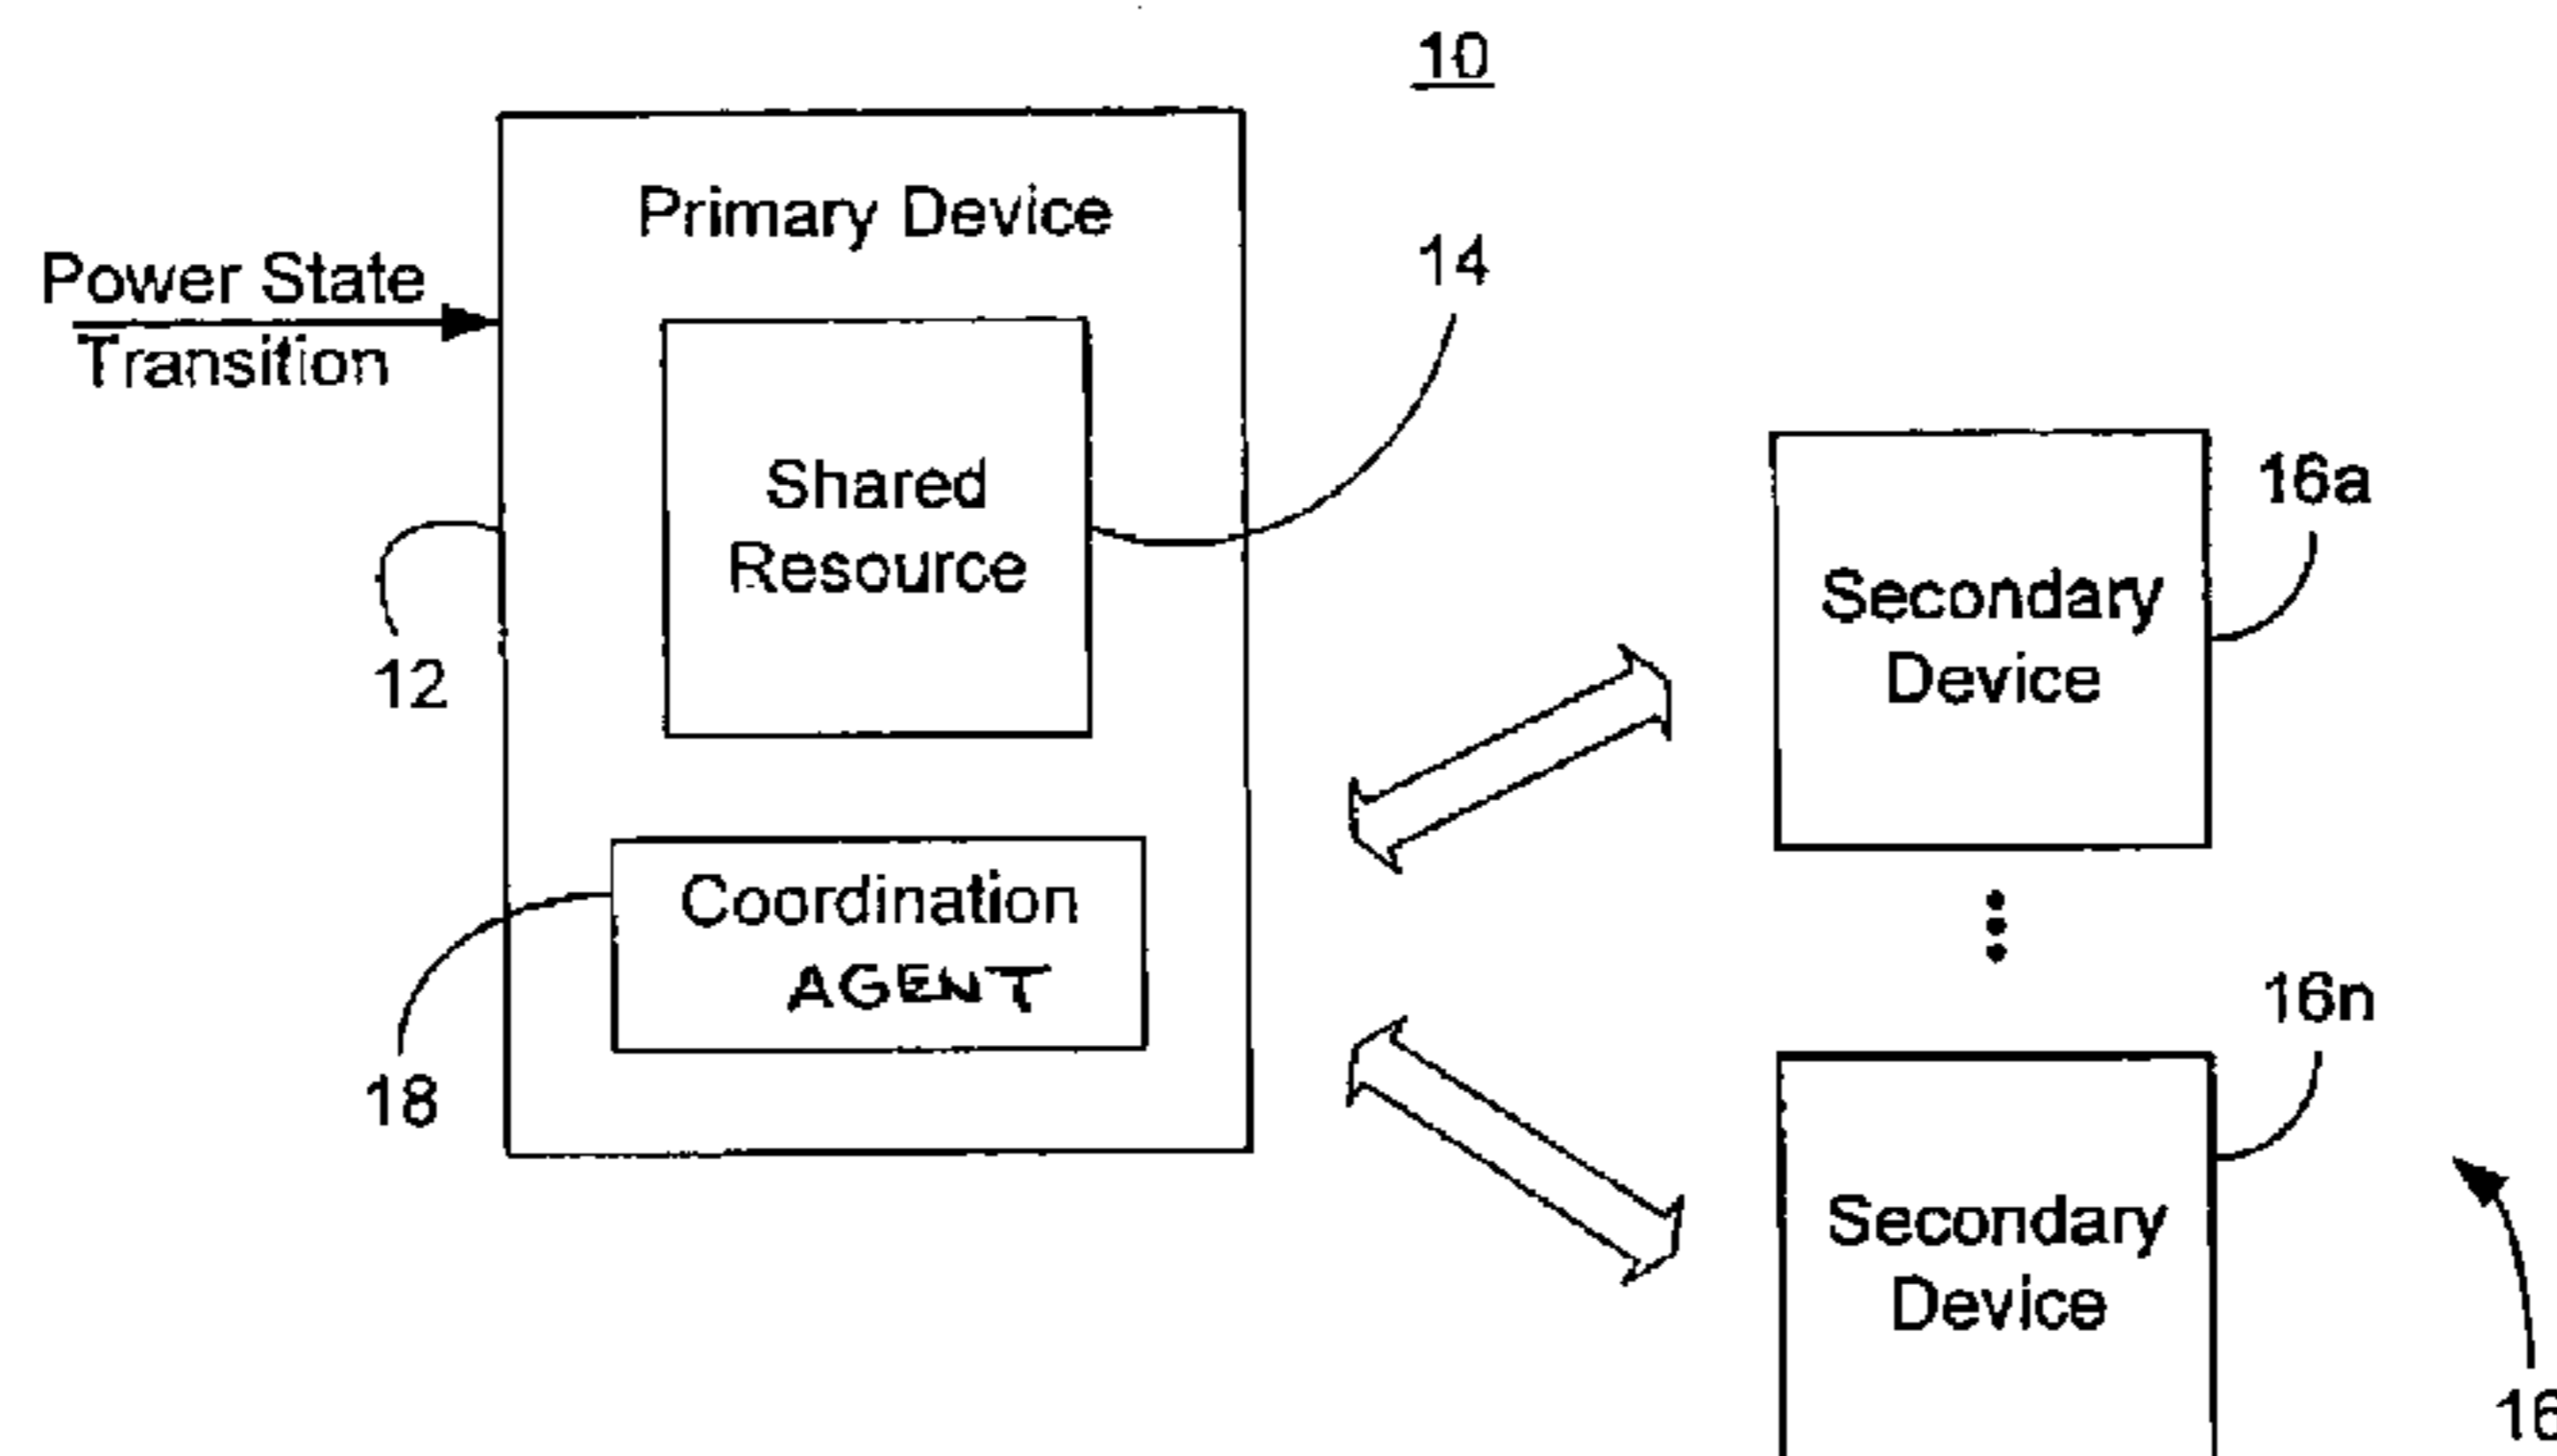 10
Primary Device
Power State
Transition
14
Shared
Resource
16a
Secondary
Device
12
Coordination
AGENT
16n
18
Secondary
Device
16